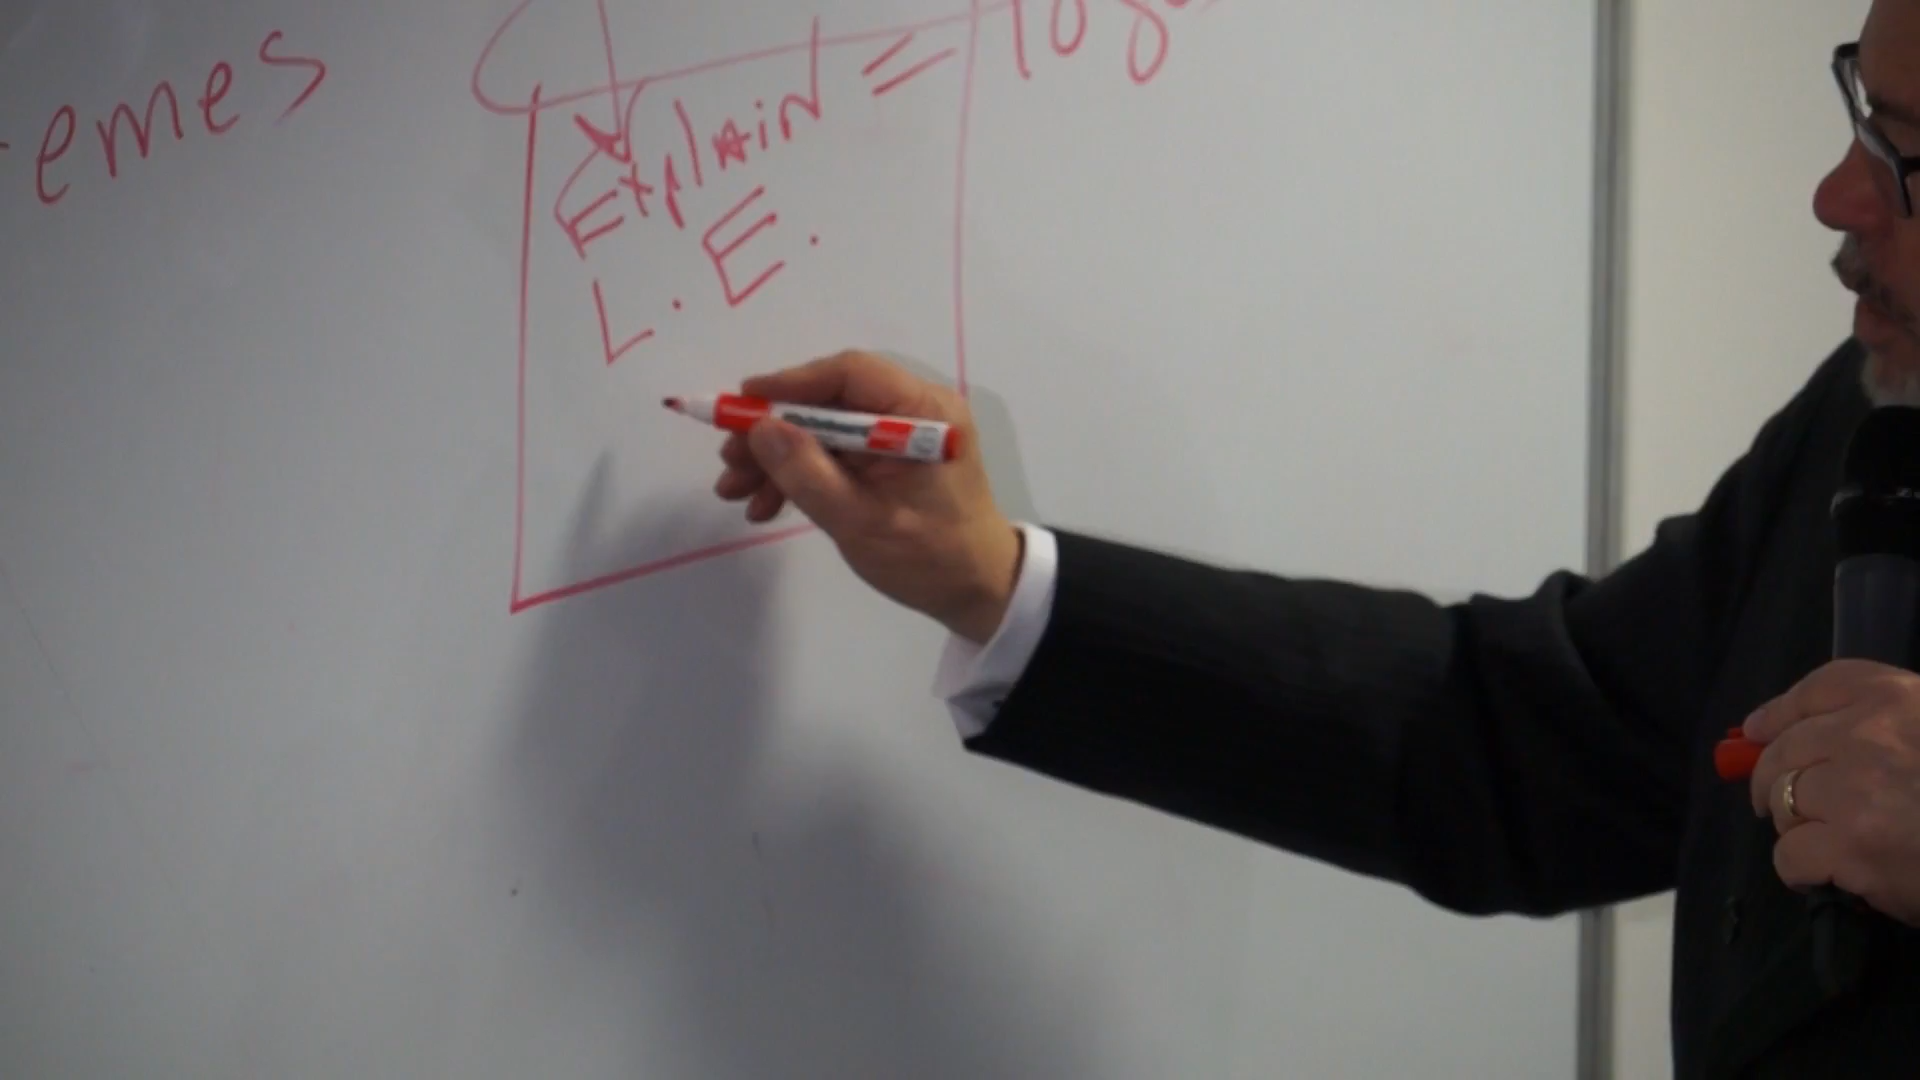 emes
Explain =
L. E.